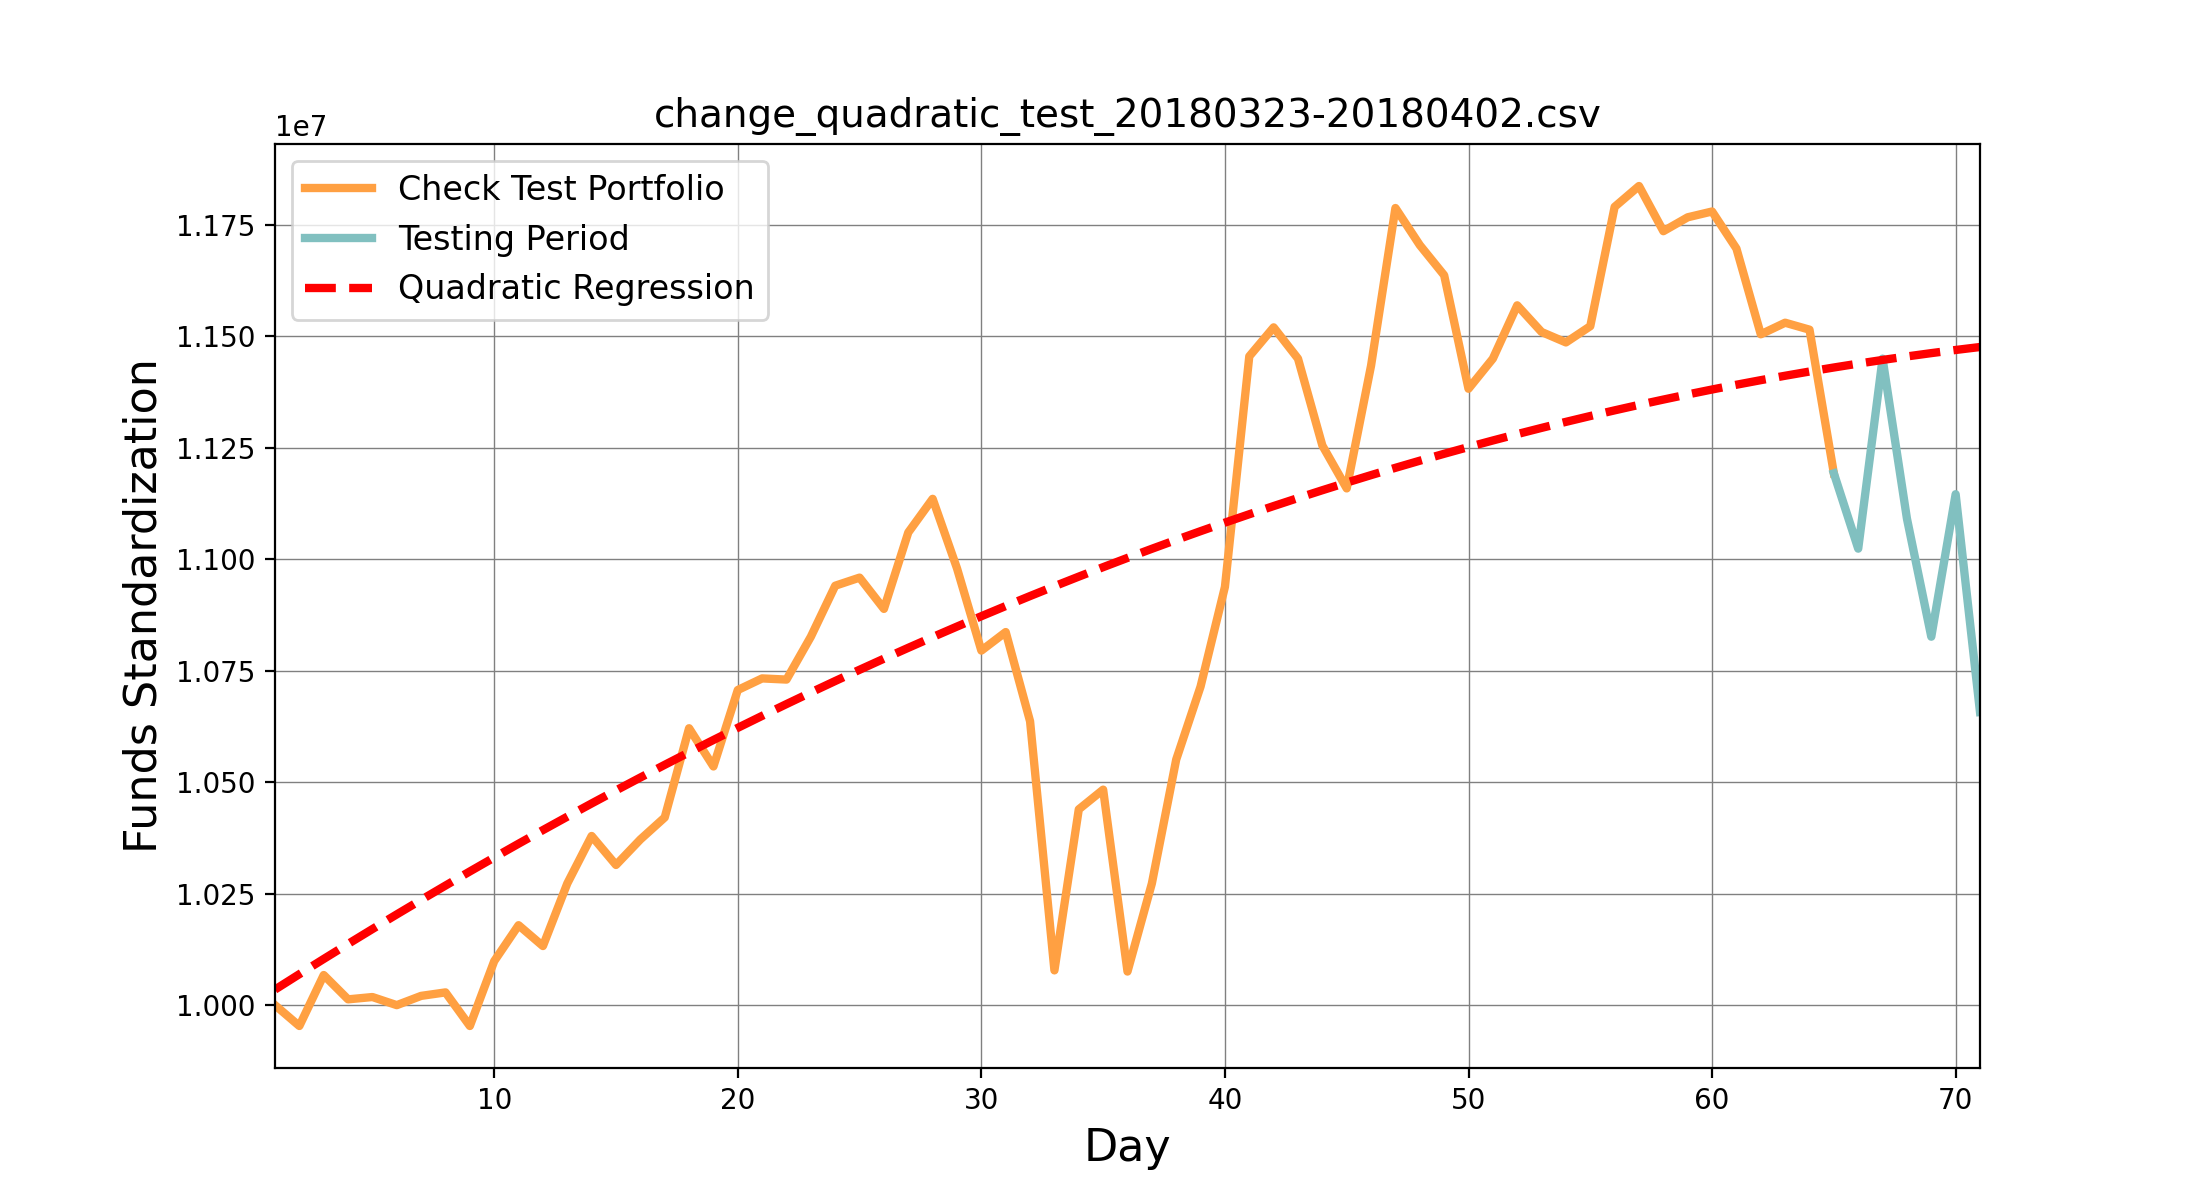 change_quadratic_test_20180323-20180402.csv
1e7
Check Test Portfolio
Testing Period
Quadratic Regression
1.175
1.150
1.125
1.100
1.075
1.050
1.025
1.000
Funds Standardization
10 20 30 40 50 60 70
Day